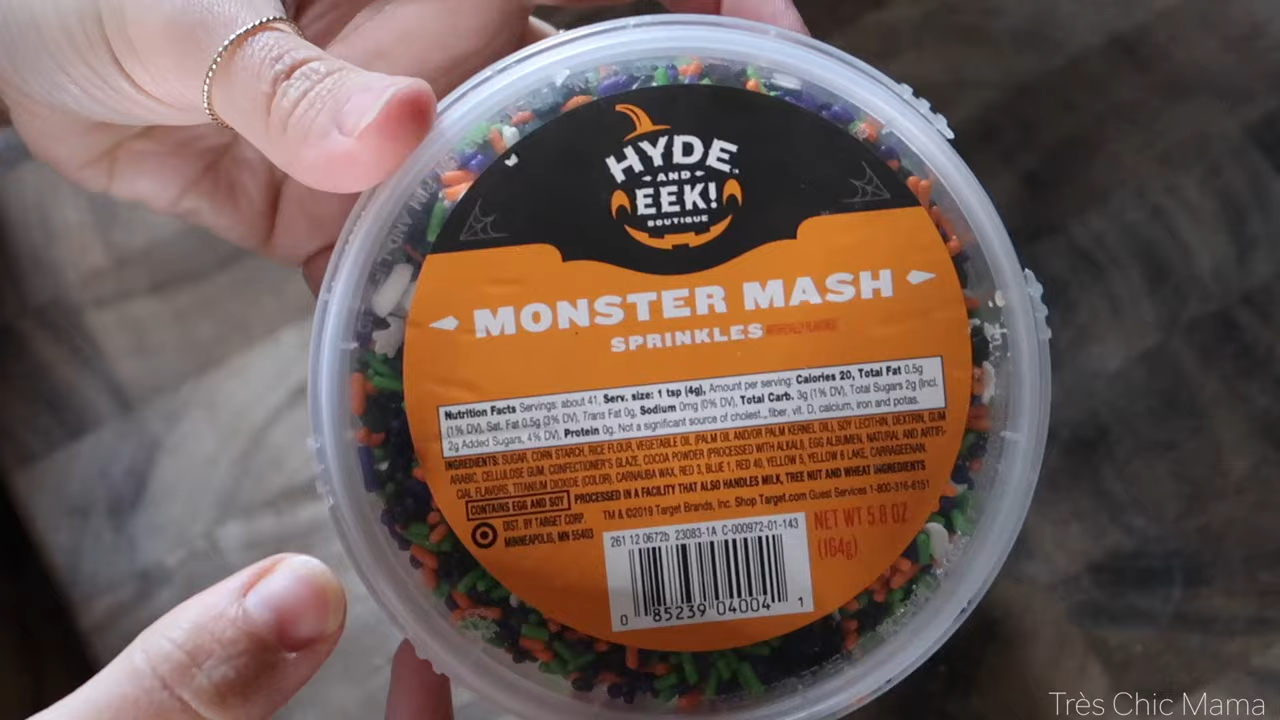 HYDE
AND
EEK!
BOUTIQUE
MONSTER MASH
SPRINKLES ARTIFICIALLY FLAVORED
Nutrition Facts Servings: about 41, Serv. size: 1 tsp (4g), Amount per serving: Calories 20, Total Fat 0.5g
(1% DV), Sat. Fat 0.5g (3% DV), Trans Fat 0g, Sodium 0mg (0% DV), Total Carb. 3g (1% DV), Total Sugars 2g (Incl.
2g Added Sugars, 4% DV), Protein 0g. Not a significant source of cholest., fiber, vit. D, calcium, iron and potas.
INGREDIENTS: SUGAR, CORN STARCH, RICE FLOUR, VEGETABLE OIL (PALM OIL AND/OR PALM KERNEL OIL), SOY LECITHIN, DEXTRIN, GUM
ARABIC, CELLULOSE GUM, CONFECTIONER'S GLAZE, COCOA POWDER (PROCESSED WITH ALKALI), EGG ALBUMEN, NATURAL AND ARTIFI-
CIAL FLAVORS, TITANIUM DIOXIDE (COLOR), CARNAUBA WAX, RED 3, BLUE 1, RED 40, YELLOW 5, YELLOW 6 LAKE, CARRAGEENAN.
CONTAINS EGG AND SOY PROCESSED IN A FACILITY THAT ALSO HANDLES MILK, TREE NUT AND WHEAT INGREDIENTS
TM & ©2019 Target Brands, Inc. Shop Target.com Guest Services 1-800-316-6151
DIST. BY TARGET CORP.
MINNEAPOLIS, MN 55403
261 12 0672b 23083-1A C-000972-01-143
0 85239 04004 1
NET WT 5.8 OZ
(164g)
Très Chic Mama